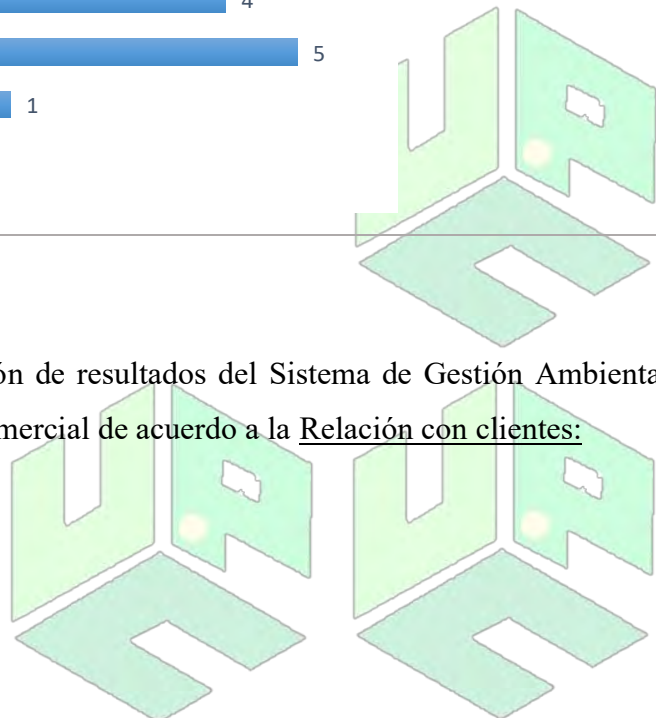 4
5
1
ón de resultados del Sistema de Gestión Ambienta
mercial de acuerdo a la Relación con clientes: